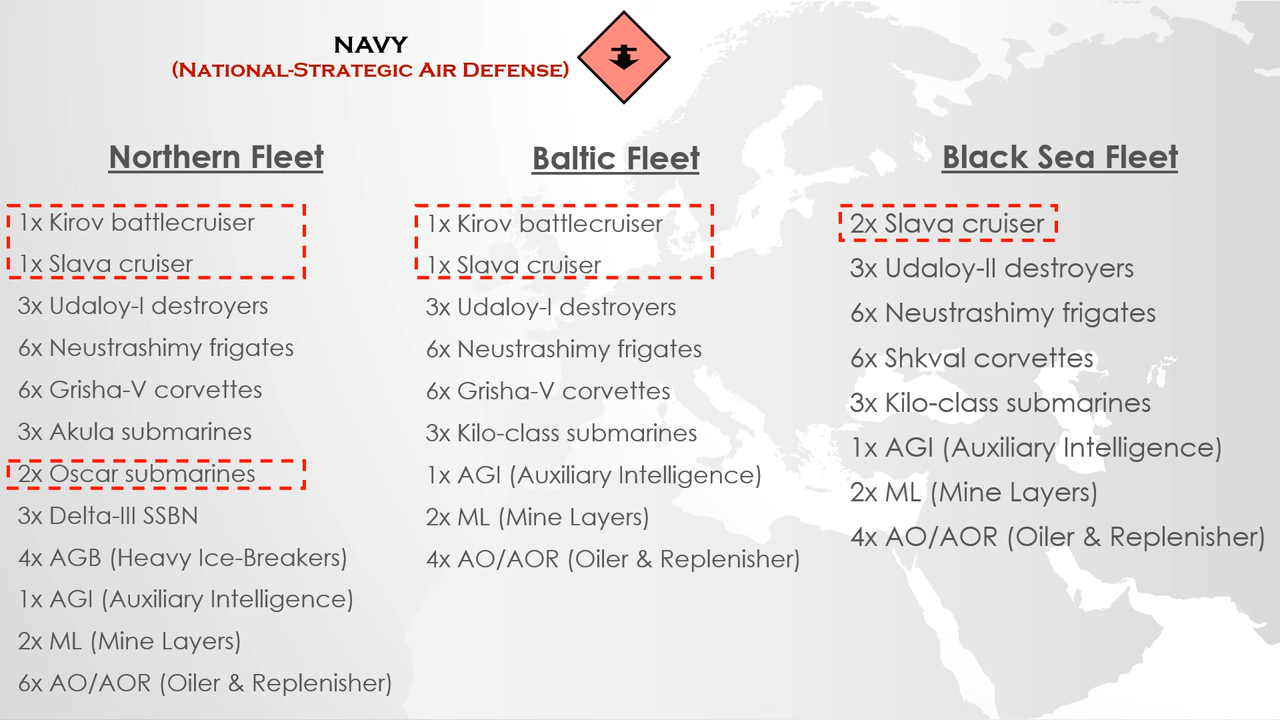 NAVY
(National-Strategic Air Defense)
Northern Fleet
1x Kirov battlecruiser
1x Slava cruiser
3x Udaloy-I destroyers
6x Neustrashimy frigates
6x Grisha-V corvettes
3x Akula submarines
2x Oscar submarines
3x Delta-III SSBN
4x AGB (Heavy Ice-Breakers)
1x AGI (Auxiliary Intelligence)
2x ML (Mine Layers)
6x AO/AOR (Oiler & Replenisher)
Baltic Fleet
1x Kirov battlecruiser
1x Slava cruiser
3x Udaloy-I destroyers
6x Neustrashimy frigates
6x Grisha-V corvettes
3x Kilo-class submarines
1x AGI (Auxiliary Intelligence)
2x ML (Mine Layers)
4x AO/AOR (Oiler & Replenisher)
Black Sea Fleet
2x Slava cruiser
3x Udaloy-II destroyers
6x Neustrashimy frigates
6x Shkval corvettes
3x Kilo-class submarines
1x AGI (Auxiliary Intelligence)
2x ML (Mine Layers)
4x AO/AOR (Oiler & Replenisher)